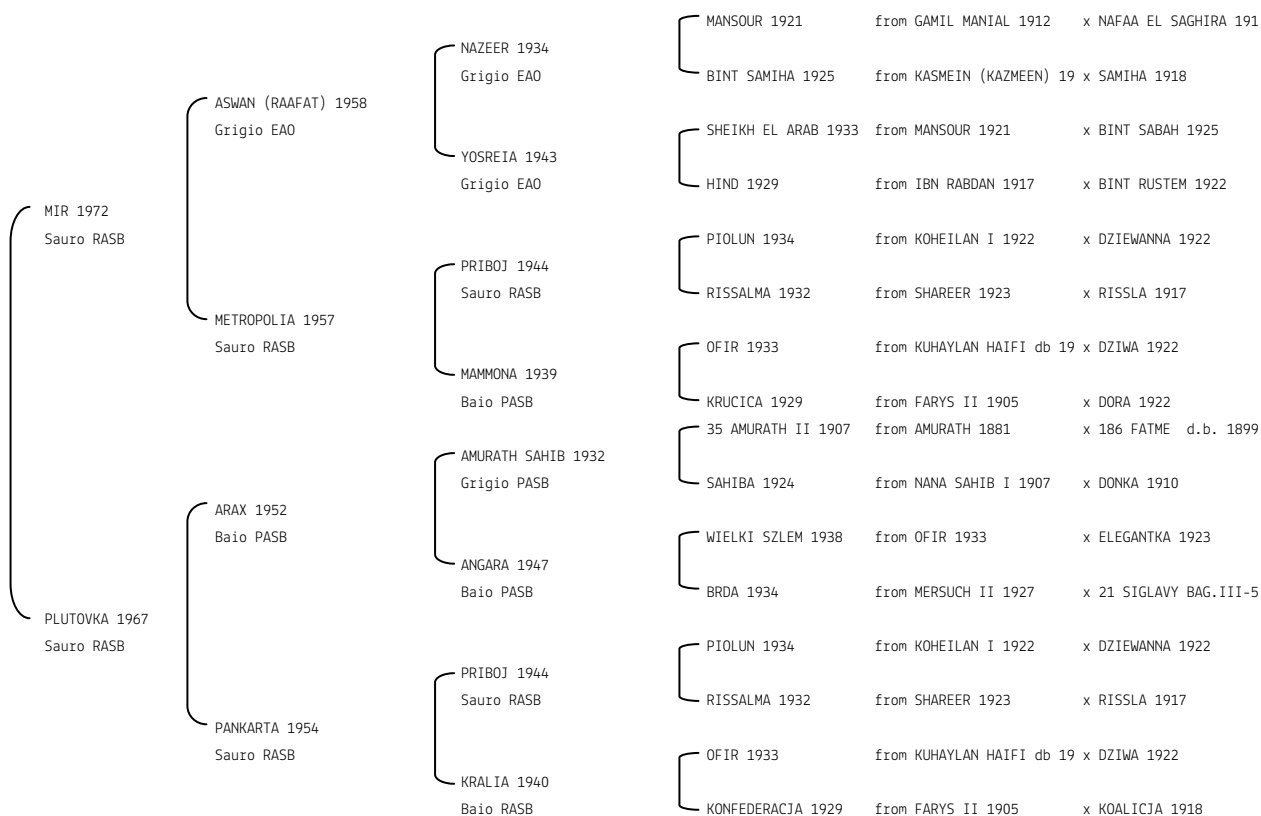 MANSOUR 1921 from GAMIL MANIAL 1912 x NAFAA EL SAGHIRA 191
NAZEER 1934
Grigio EAO
BINT SAMIHA 1925 from KASMEIN (KAZMEEN) 19 x SAMIHA 1918
ASWAN (RAAFAT) 1958
Grigio EAO
SHEIKH EL ARAB 1933 from MANSOUR 1921 x BINT SABAH 1925
YOSREIA 1943
Grigio EAO
HIND 1929 from IBN RABDAN 1917 x BINT RUSTEM 1922
MIR 1972
Sauro RASB
PIOLUN 1934 from KOHEILAN I 1922 x DZIEWANNA 1922
PRIBOJ 1944
Sauro RASB
RISSALMA 1932 from SHAREER 1923 x RISSLA 1917
METROPOLIA 1957
Sauro RASB
OFIR 1933 from KUHAYLAN HAIFI db 19 x DZIWA 1922
MAMMONA 1939
Baio PASB
KRUCICA 1929 from FARYS II 1905 x DORA 1922
35 AMURATH II 1907 from AMURATH 1881 x 186 FATME d.b. 1899
AMURATH SAHIB 1932
Grigio PASB
SAHIBA 1924 from NANA SAHIB I 1907 x DONKA 1910
ARAX 1952
Baio PASB
WIELKI SZLEM 1938 from OFIR 1933 x ELEGANTKA 1923
ANGARA 1947
Baio PASB
BRDA 1934 from MERSUCH II 1927 x 21 SIGLAVY BAG.III-5
PLUTOVKA 1967
Sauro RASB
PIOLUN 1934 from KOHEILAN I 1922 x DZIEWANNA 1922
PRIBOJ 1944
Sauro RASB
RISSALMA 1932 from SHAREER 1923 x RISSLA 1917
PANKARTA 1954
Sauro RASB
OFIR 1933 from KUHAYLAN HAIFI db 19 x DZIWA 1922
KRALIA 1940
Baio RASB
KONFEDERACJA 1929 from FARYS II 1905 x KOALICJA 1918